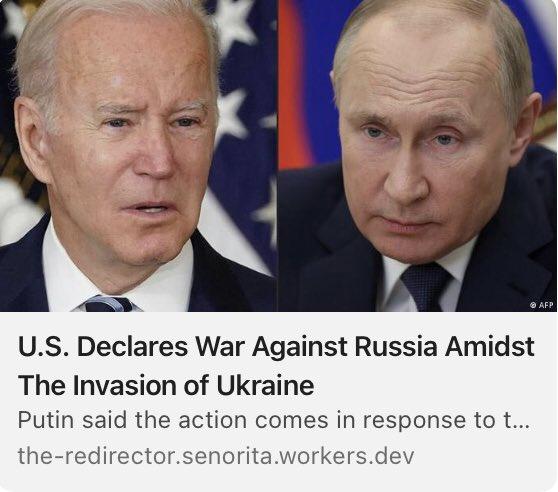 © AFP
U.S. Declares War Against Russia Amidst
The Invasion of Ukraine
Putin said the action comes in response to t...
the-redirector.senorita.workers.dev